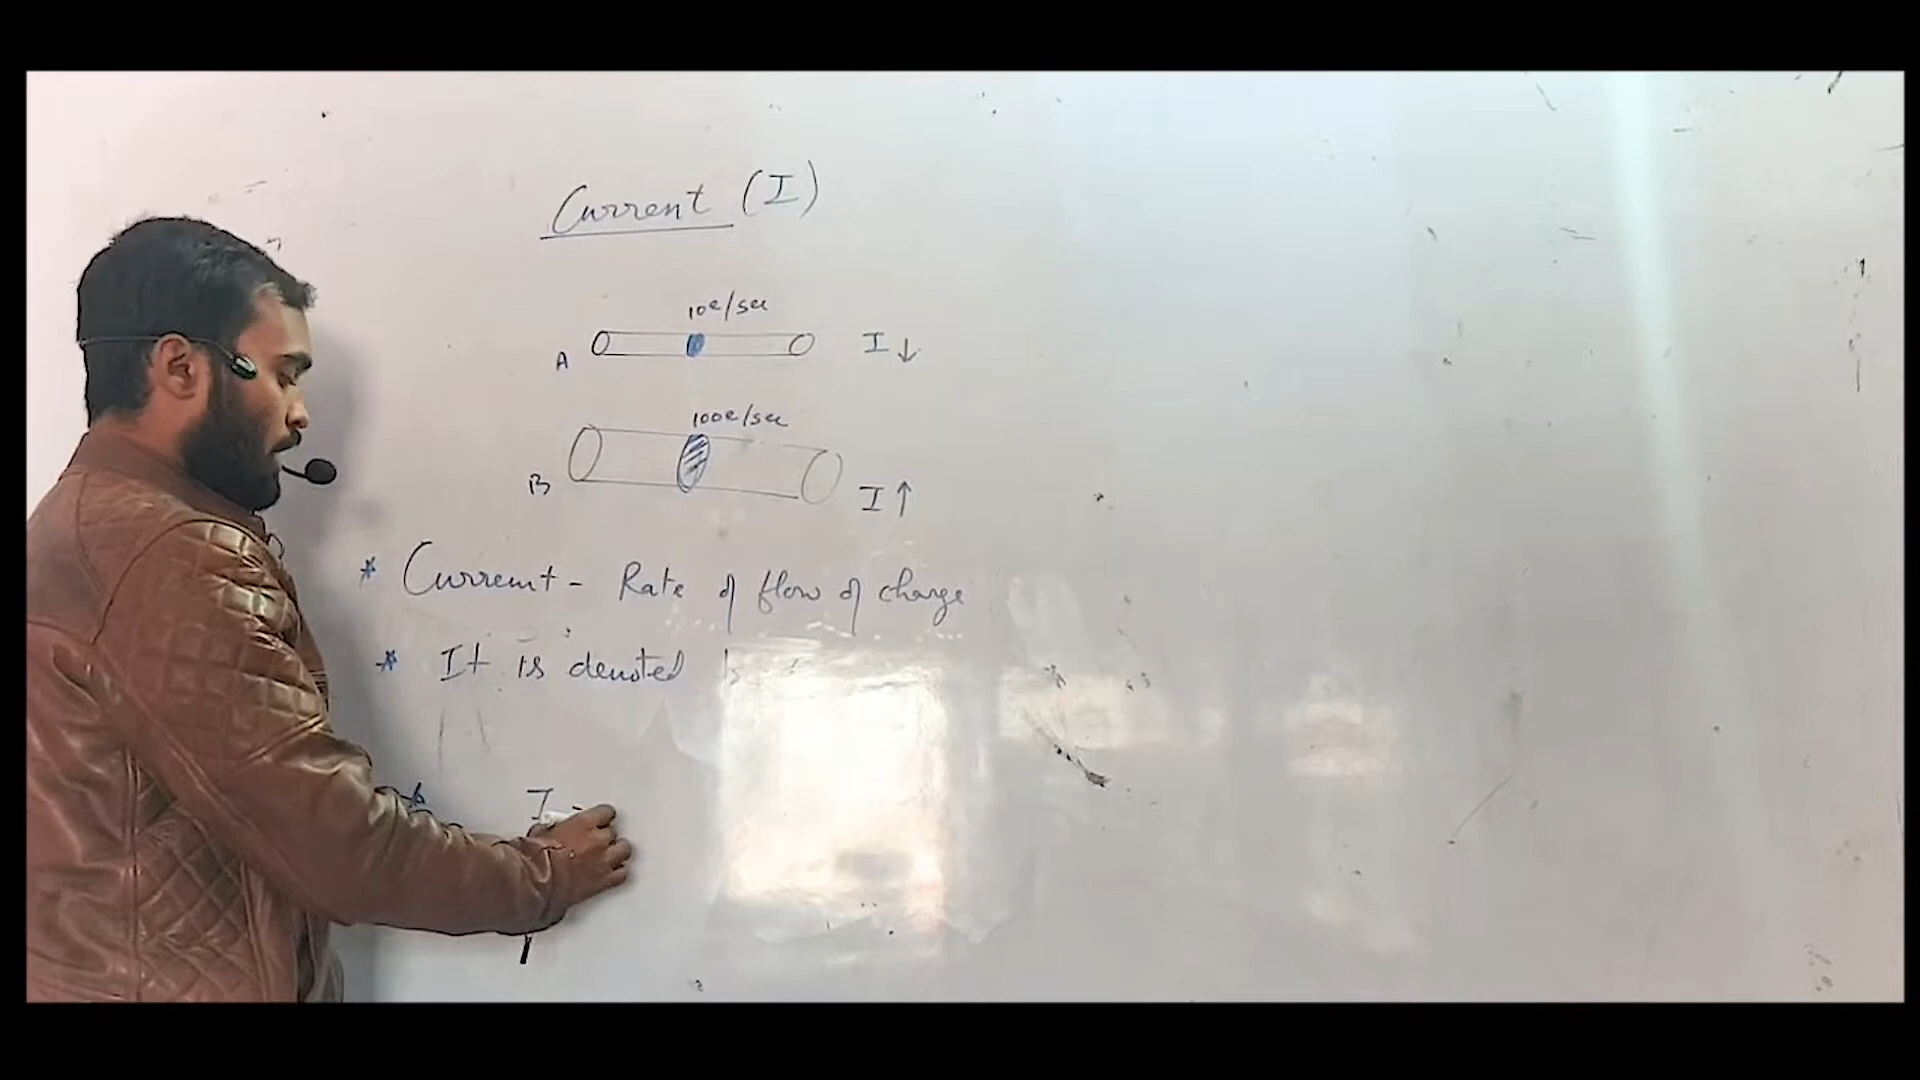 Current (I)
10e/sec
A
I ↓
100e/sec
B
I ↑
* Current - Rate of flow of charge
* It is denoted
* I =